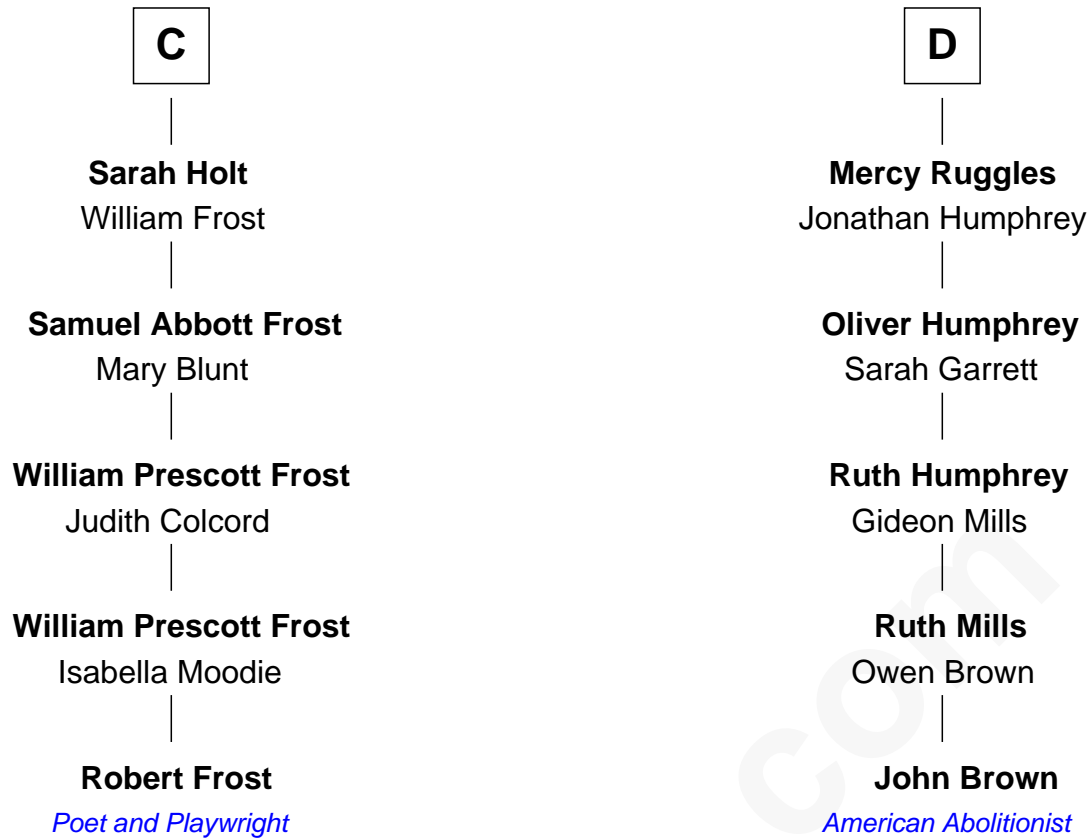 C
Sarah Holt
William Frost
Samuel Abbott Frost
Mary Blunt
William Prescott Frost
Judith Colcord
William Prescott Frost
Isabella Moodie
Robert Frost
Poet and Playwright
D
Mercy Ruggles
Jonathan Humphrey
Oliver Humphrey
Sarah Garrett
Ruth Humphrey
Gideon Mills
Ruth Mills
Owen Brown
John Brown
American Abolitionist
com